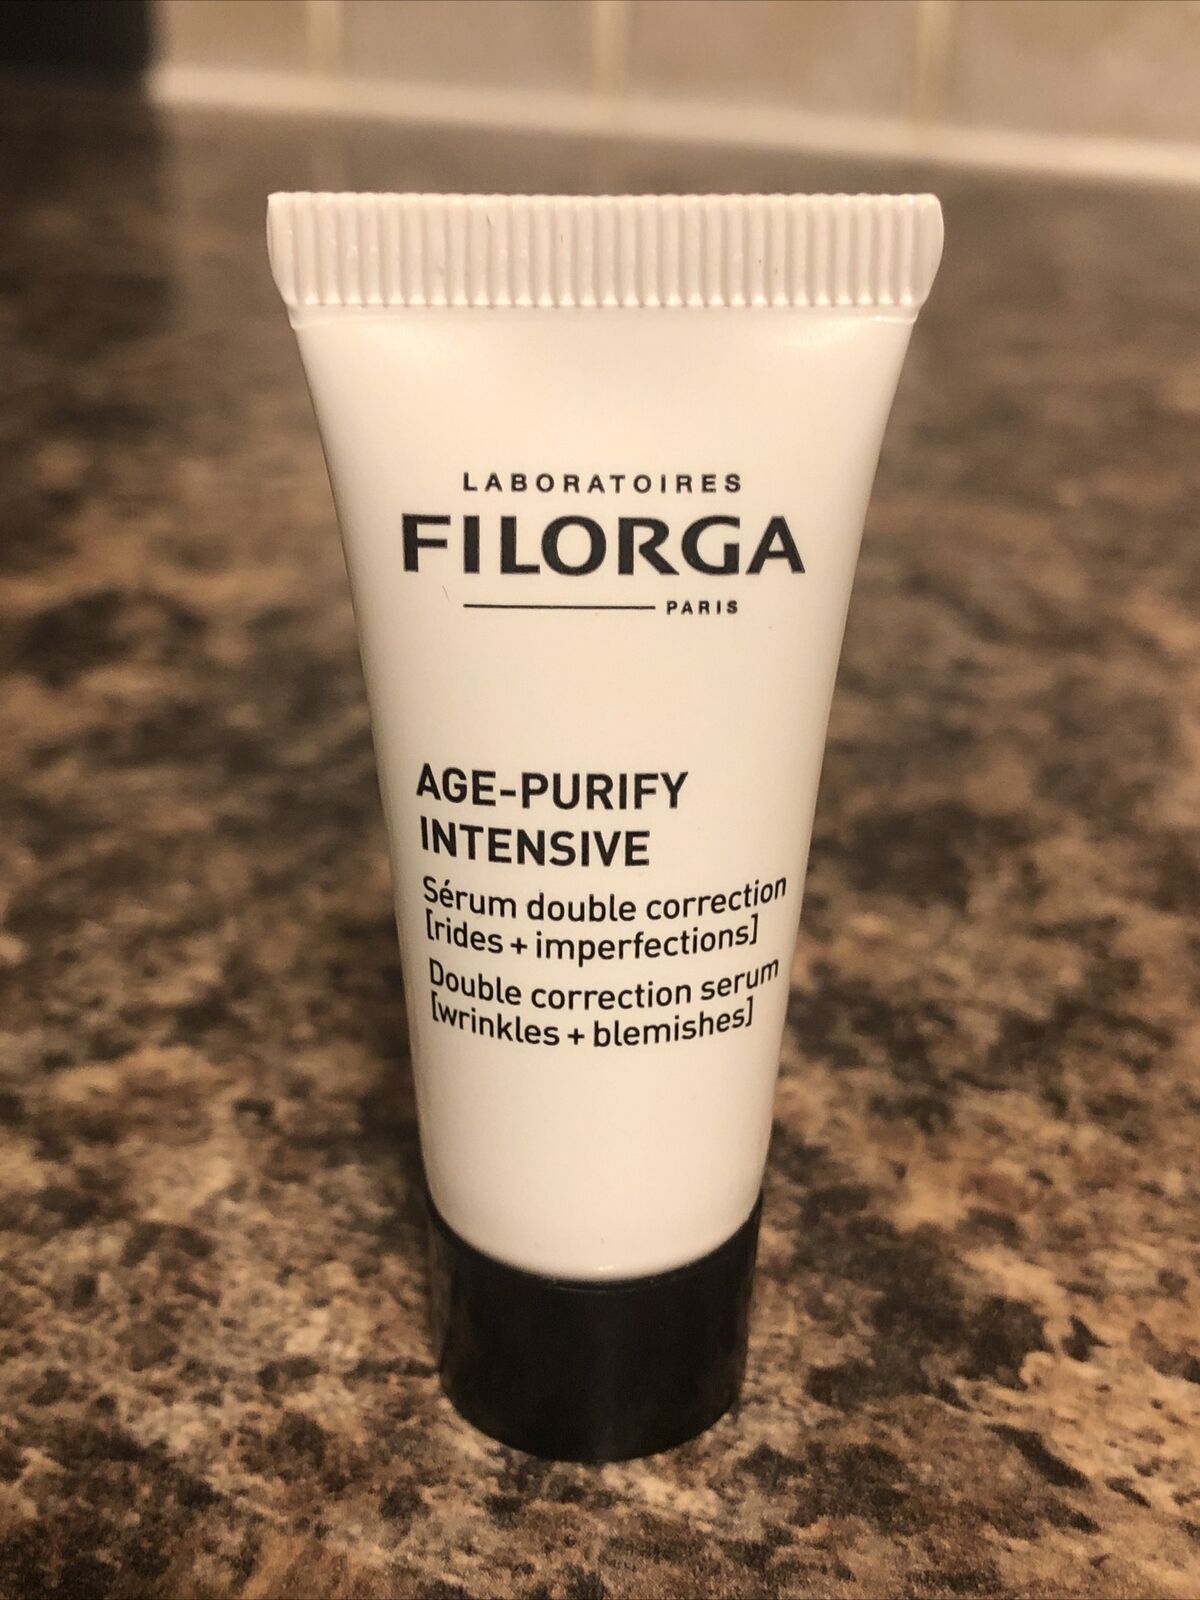 LABORATOIRES
FILORGA
PARIS
AGE-PURIFY
INTENSIVE
Sérum double correction
[rides + imperfections]
Double correction serum
[wrinkles + blemishes]